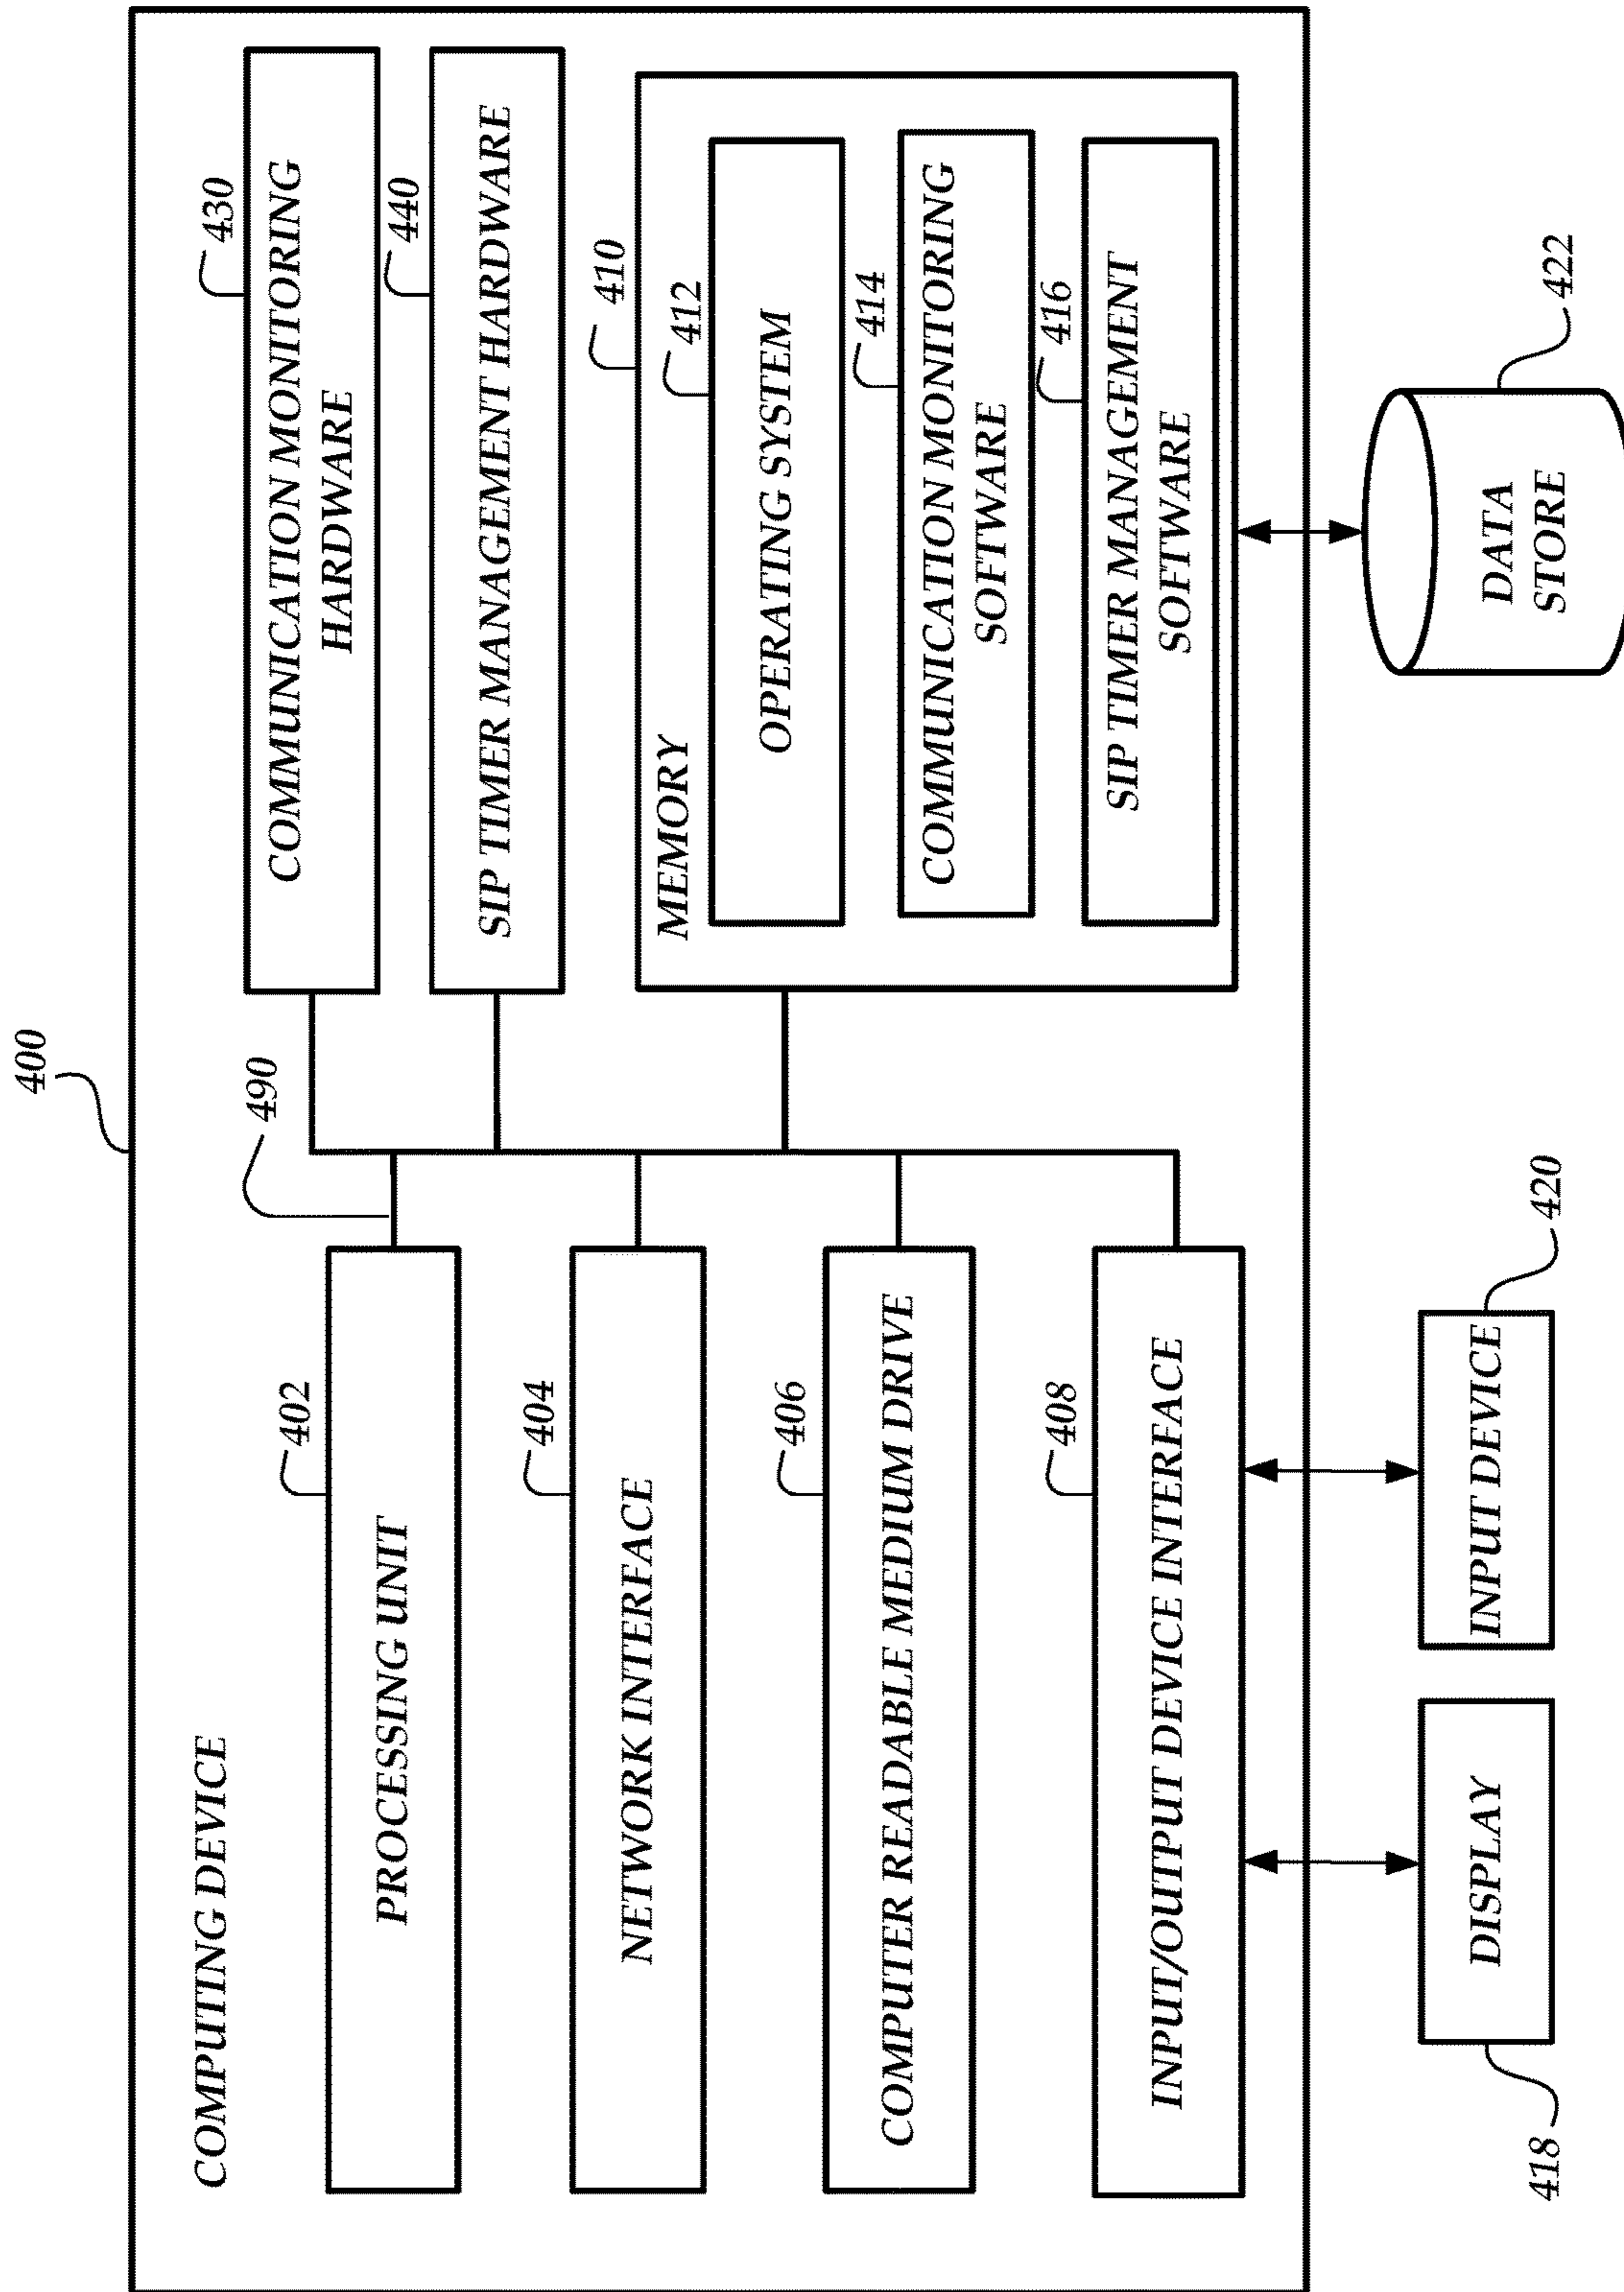 400
COMPUTING DEVICE
490
402
PROCESSING UNIT
404
NETWORK INTERFACE
406
COMPUTER READABLE MEDIUM DRIVE
408
INPUT/OUTPUT DEVICE INTERFACE
430
COMMUNICATION MONITORING
HARDWARE
440
SIP TIMER MANAGEMENT HARDWARE
410
MEMORY
412
OPERATING SYSTEM
414
COMMUNICATION MONITORING
SOFTWARE
416
SIP TIMER MANAGEMENT
SOFTWARE
418
DISPLAY
INPUT DEVICE
420
DATA
STORE
422